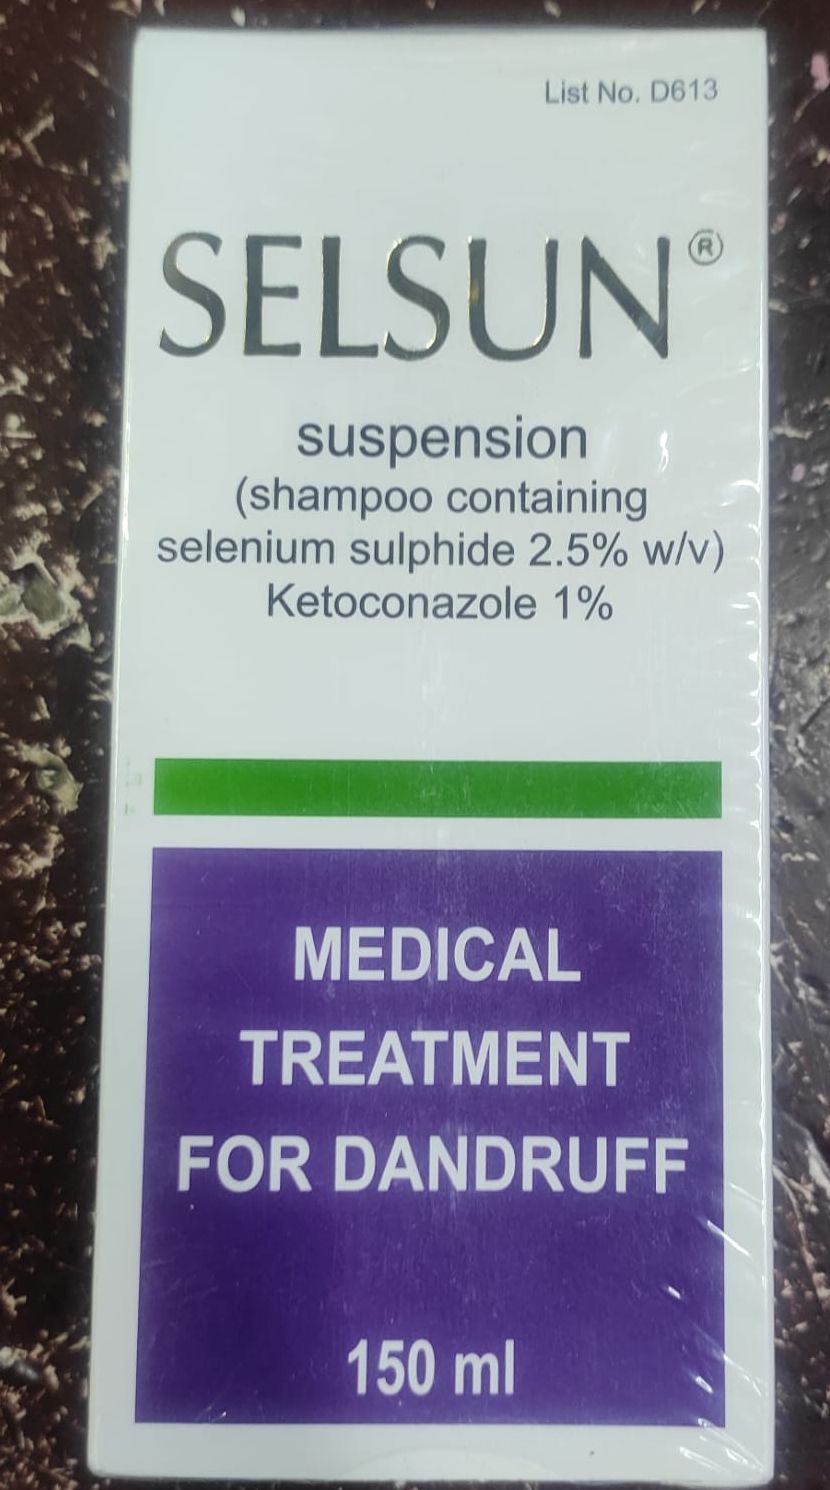 List No. D613
SELSUN®
suspension
(shampoo containing
selenium sulphide 2.5% w/v)
Ketoconazole 1%
MEDICAL
TREATMENT
FOR DANDRUFF
150 ml